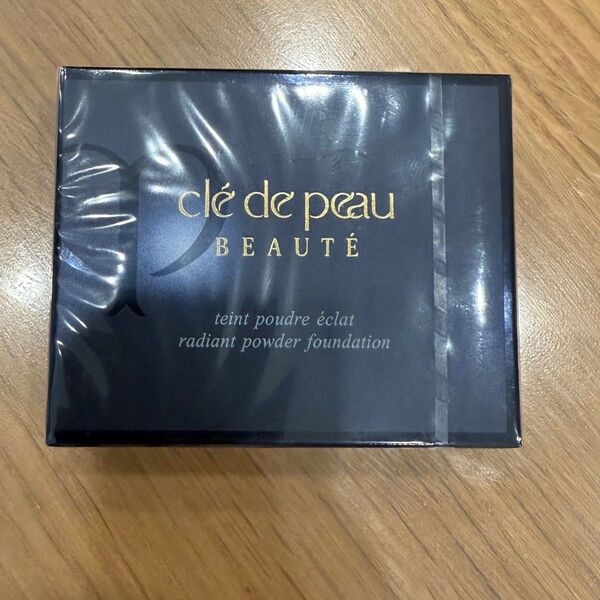 clé de peau
BEAUTÉ
teint poudre éclat
radiant powder foundation